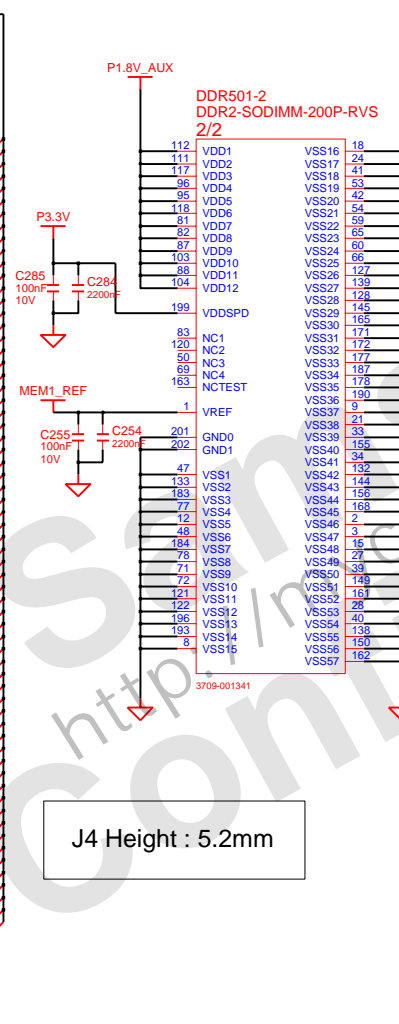 P1.8V_AUX
DDR501-2
DDR2-SODIMM-200P-RVS
2/2
112 VDD1 VSS16 18
111 VDD2 VSS17 24
117 VDD3 VSS18 41
96 VDD4 VSS19 53
95 VDD5 VSS20 42
118 VDD6 VSS21 54
81 VDD7 VSS22 59
82 VDD8 VSS23 65
87 VDD9 VSS24 60
103 VDD10 VSS25 66
88 VDD11 VSS26 127
104 VDD12 VSS27 139
VSS28 128
199 VDDSPD VSS29 145
VSS30 165
83 NC1 VSS31 171
120 NC2 VSS32 172
50 NC3 VSS33 177
69 NC4 VSS34 187
163 NCTEST VSS35 178
VSS36 190
1 VREF VSS37 9
VSS38 21
201 GND0 VSS39 33
202 GND1 VSS40 155
VSS41 34
47 VSS1 VSS42 132
133 VSS2 VSS43 144
183 VSS3 VSS44 156
77 VSS4 VSS45 168
12 VSS5 VSS46 2
48 VSS6 VSS47 3
184 VSS7 VSS48 15
78 VSS8 VSS49 27
71 VSS9 VSS50 39
72 VSS10 VSS51 149
121 VSS11 VSS52 161
122 VSS12 VSS53 28
196 VSS13 VSS54 40
193 VSS14 VSS55 138
8 VSS15 VSS56 150
VSS57 162
3709-001341
P3.3V
C285
100nF
10V
C284
2200nF
MEM1_REF
C255
100nF
10V
C254
2200nF
J4 Height : 5.2mm
Sams
Conf
http://myc